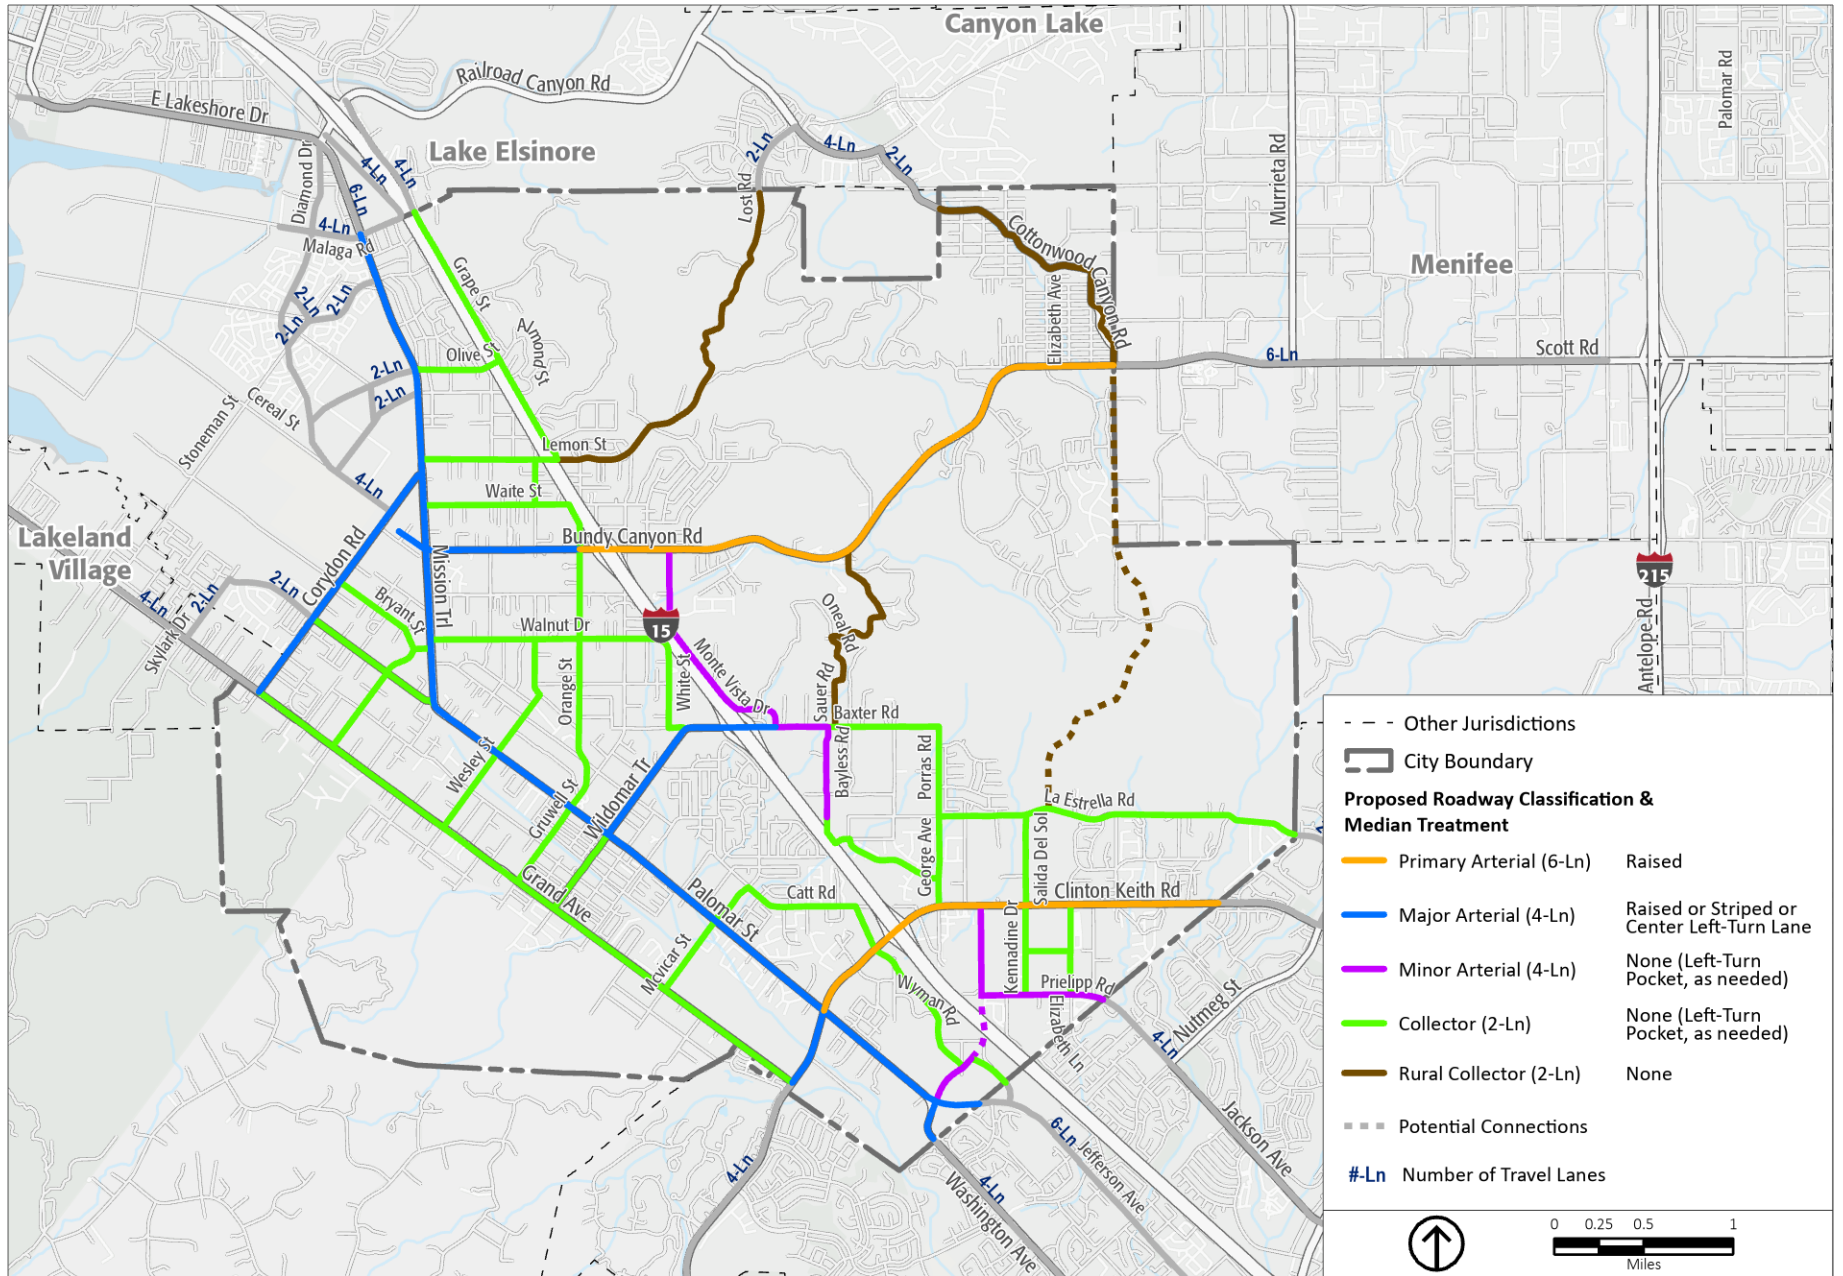 Canyon Lake
Railroad Canyon Rd
E Lakeshore Dr
Lake Elsinore
4-Ln
4-Ln
6-Ln
4-Ln
Diamond Dr
Malaga Rd
2-Ln
4-Ln
2-Ln
Lost Rd
Murrieta Rd
Palomar Rd
Menifee
Cottonwood Canyon Rd
Elizabeth Ave
Grape St
Almond St
2-Ln
2-Ln
2-Ln
Olive St
2-Ln
2-Ln
6-Ln
Scott Rd
Cereal St
Stoneman St
Lemon St
4-Ln
Waite St
Bundy Canyon Rd
Lakeland
Village
Corydon Rd
Mission Trl
2-Ln
2-Ln
4-Ln
Skylark Dr
Bryant St
Walnut Dr
15
215
Antelope Rd
Oneal Rd
Monte Vista Dr
White St
Orange St
Sauer Rd
Baxter Rd
Bayless Rd
Porras Rd
Wesley St
Gruwell St
Wildomar Tr
La Estrella Rd
George Ave
Salida Del Sol
Grand Ave
Palomar St
Catt Rd
Clinton Keith Rd
Mcvicar St
Wyman Rd
Kennadine Dr
Prielipp Rd
Elizabeth Ln
Nutmeg St
4-Ln
Jackson Ave
6-Ln
Jefferson Ave
4-Ln
4-Ln
Washington Ave
Other Jurisdictions
City Boundary
Proposed Roadway Classification &
Median Treatment
Primary Arterial (6-Ln) Raised
Major Arterial (4-Ln) Raised or Striped or
Center Left-Turn Lane
Minor Arterial (4-Ln) None (Left-Turn
Pocket, as needed)
Collector (2-Ln) None (Left-Turn
Pocket, as needed)
Rural Collector (2-Ln) None
Potential Connections
#-Ln Number of Travel Lanes
0 0.25 0.5 1
Miles